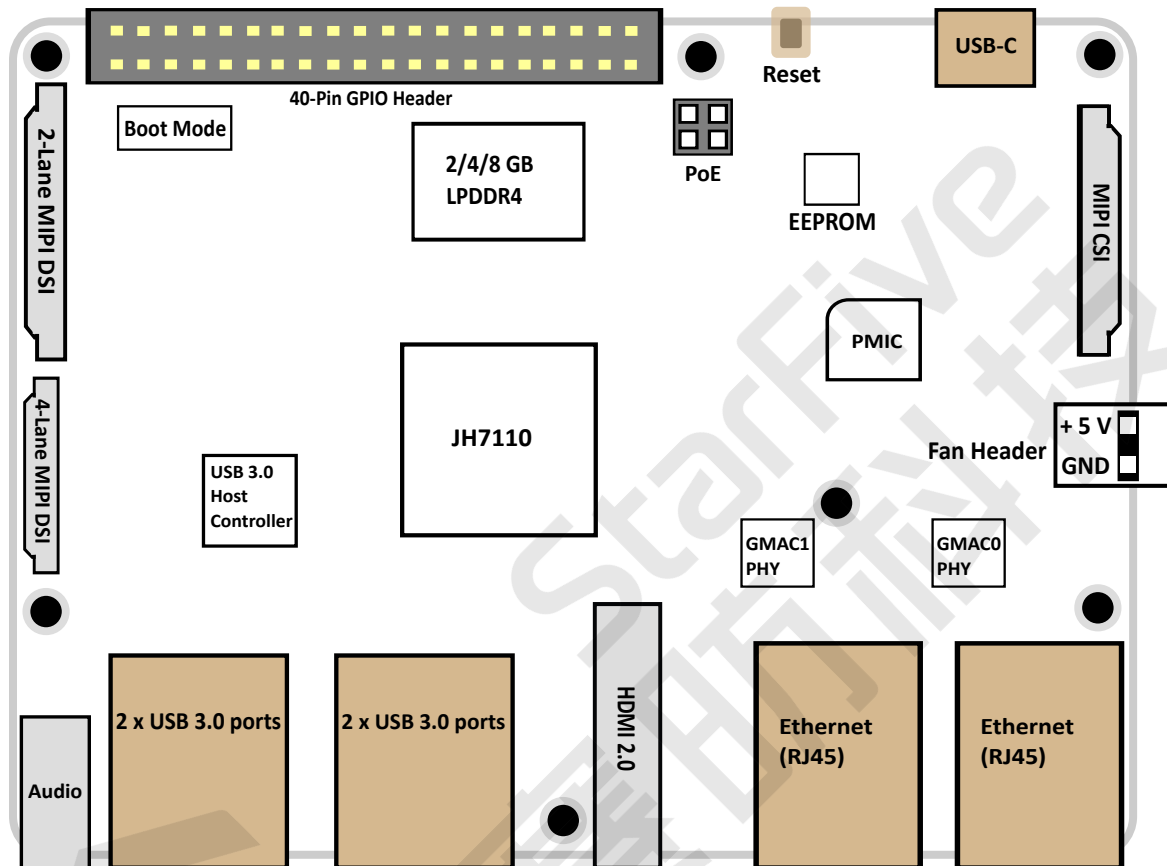 USB-C
Reset
40-Pin GPIO Header
Boot Mode
2/4/8 GB
LPDDR4
PoE
EEPROM
2-Lane MIPI DSI
MIPI CSI
PMIC
4-Lane MIPI DSI
JH7110
+ 5 V
Fan Header
GND
USB 3.0
Host
Controller
GMAC1
PHY
GMAC0
PHY
2 x USB 3.0 ports
2 x USB 3.0 ports
HDMI 2.0
Ethernet
(RJ45)
Ethernet
(RJ45)
Audio
StarFive